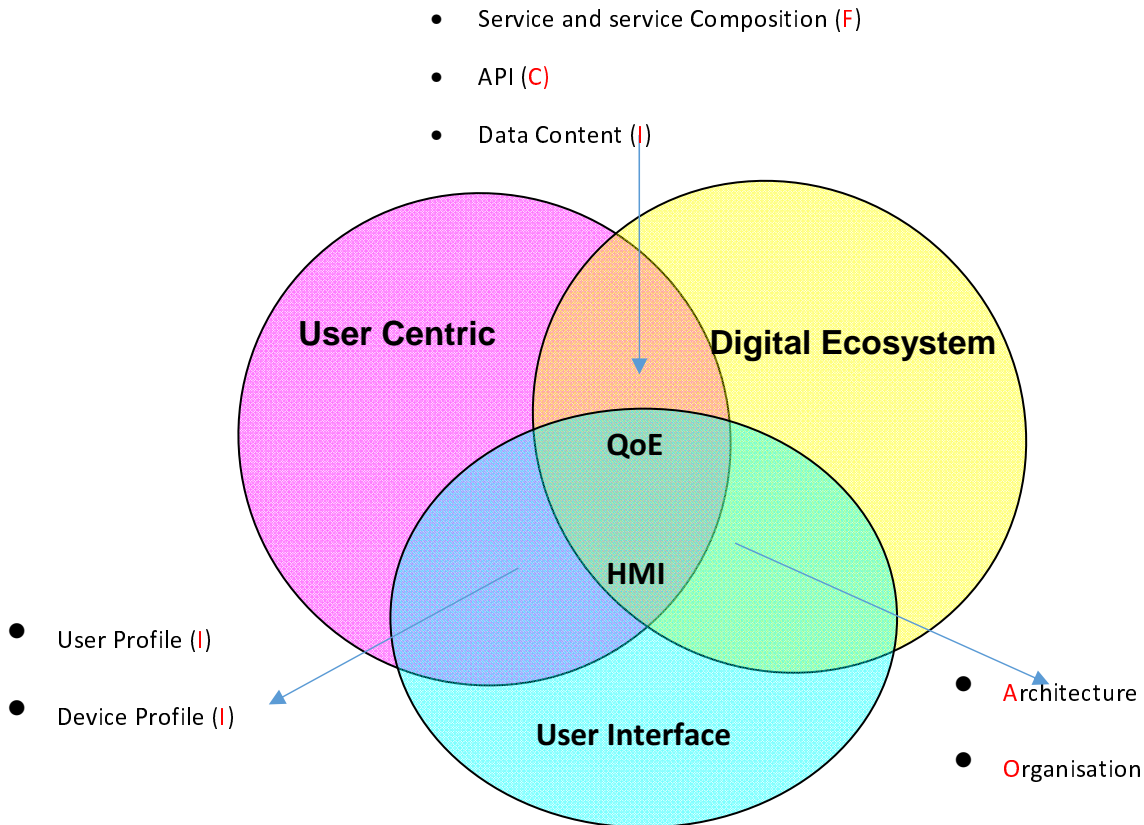 • Service and service Composition (F)
• API (C)
• Data Content (I)
User Centric
Digital Ecosystem
QoE
HMI
• User Profile (I)
• Device Profile (I)
User Interface
• Architecture
• Organisation